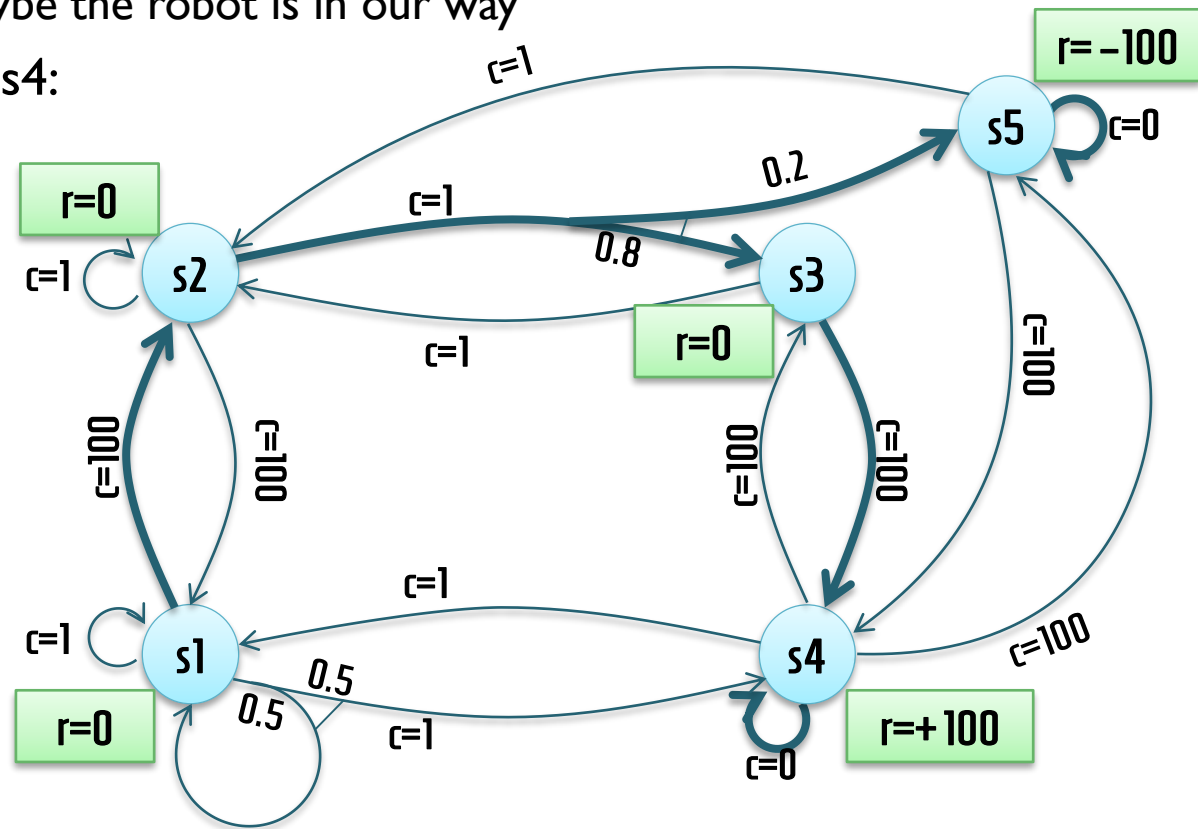 the robot is in our way
s4:
r= –100
c=1
s5
c=0
0.2
r=0
c=1
0.8
c=1
s2
s3
r=0
c=1
c=100
c=100
c=100
c=100
c=100
c=1
c=1
s1
s4
c=100
0.5
0.5
r=0
c=1
r=+100
c=0